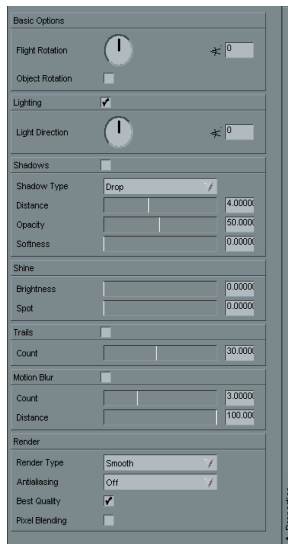 Basic Options
Flight Rotation 0
Object Rotation
Lighting
Light Direction 0
Shadows
Shadow Type Drop
Distance 4.0000
Opacity 50.000
Softness 0.0000
Shine
Brightness 0.0000
Spot 0.0000
Trails
Count 30.000
Motion Blur
Count 3.0000
Distance 100.00
Render
Render Type Smooth
Antialiasing Off
Best Quality
Pixel Blending